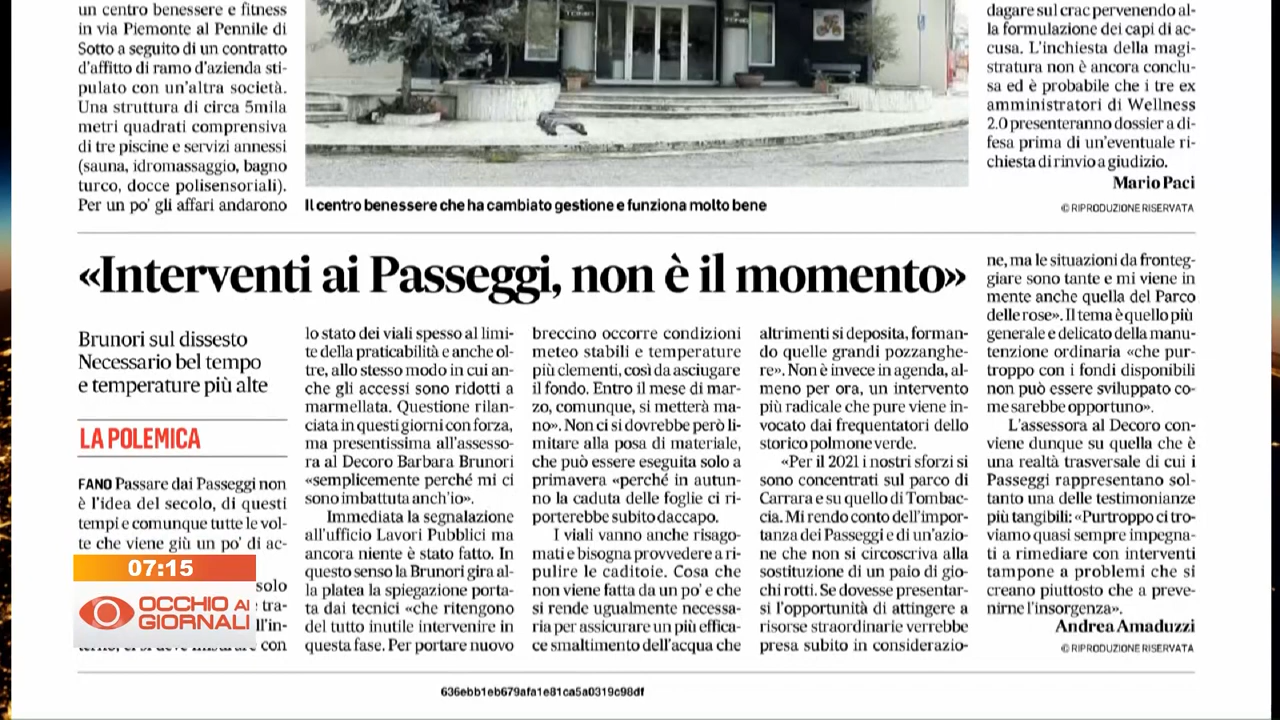 un centro benessere e fitness
in via Piemonte al Pennile di
Sotto a seguito di un contratto
d'affitto di ramo d'azienda sti-
pulato con un'altra società.
Una struttura di circa 5mila
metri quadrati comprensiva
di tre piscine e servizi annessi
(sauna, idromassaggio, bagno
turco, docce polisensoriali).
Per un po' gli affari andarono
Il centro benessere che ha cambiato gestione e funziona molto bene
dagare sul crac pervenendo al-
la formulazione dei capi di ac-
cusa. L'inchiesta della magi-
stratura non è ancora conclu-
sa ed è probabile che i tre ex
amministratori di Wellness
2.0 presenteranno dossier a di-
fesa prima di un'eventuale ri-
chiesta di rinvio a giudizio.
Mario Paci
© RIPRODUZIONE RISERVATA
«Interventi ai Passeggi, non è il momento»
Brunori sul dissesto
Necessario bel tempo
e temperature più alte
LA POLEMICA
FANO Passare dai Passeggi non
è l'idea del secolo, di questi
tempi e comunque tutte le vol-
te che viene giù un po' di ac-
solo
tra-
ll'in-
con
07:15
OCCHIO AI
GIORNALI
lo stato dei viali spesso al limi-
te della praticabilità e anche ol-
tre, allo stesso modo in cui an-
che gli accessi sono ridotti a
marmellata. Questione rilan-
ciata in questi giorni con forza,
ma presentissima all'assesso-
ra al Decoro Barbara Brunori
«semplicemente perché mi ci
sono imbattuta anch'io».
Immediata la segnalazione
all'ufficio Lavori Pubblici ma
ancora niente è stato fatto. In
questo senso la Brunori gira al-
la platea la spiegazione porta-
ta dai tecnici «che ritengono
del tutto inutile intervenire in
questa fase. Per portare nuovo
breccino occorre condizioni
meteo stabili e temperature
più clementi, così da asciugare
il fondo. Entro il mese di mar-
zo, comunque, si metterà ma-
no». Non ci si dovrebbe però li-
mitare alla posa di materiale,
che può essere eseguita solo a
primavera «perché in autun-
no la caduta delle foglie ci ri-
porterebbe subito daccapo.
I viali vanno anche risago-
mati e bisogna provvedere a ri-
pulire le caditoie. Cosa che
non viene fatta da un po' e che
si rende ugualmente necessa-
ria per assicurare un più effica-
ce smaltimento dell'acqua che
altrimenti si deposita, forman-
do quelle grandi pozzanghe-
re». Non è invece in agenda, al-
meno per ora, un intervento
più radicale che pure viene in-
vocato dai frequentatori dello
storico polmone verde.
«Per il 2021 i nostri sforzi si
sono concentrati sul parco di
Carrara e su quello di Tombac-
cia. Mi rendo conto dell'impor-
tanza dei Passeggi e di un'azio-
ne che non si circoscriva alla
sostituzione di un paio di gio-
chi rotti. Se dovesse presentar-
si l'opportunità di attingere a
risorse straordinarie verrebbe
presa subito in considerazio-
ne, ma le situazioni da fronteg-
giare sono tante e mi viene in
mente anche quella del Parco
delle rose». Il tema è quello più
generale e delicato della manu-
tenzione ordinaria «che pur-
troppo con i fondi disponibili
non può essere sviluppato co-
me sarebbe opportuno».
L'assessora al Decoro con-
viene dunque su quella che è
una realtà trasversale di cui i
Passeggi rappresentano sol-
tanto una delle testimonianze
più tangibili: «Purtroppo ci tro-
viamo quasi sempre impegna-
ti a rimediare con interventi
tampone a problemi che si
creano piuttosto che a preve-
nirne l'insorgenza».
Andrea Amaduzzi
© RIPRODUZIONE RISERVATA
636ebb1eb679afa1e81ca5a0319c98df